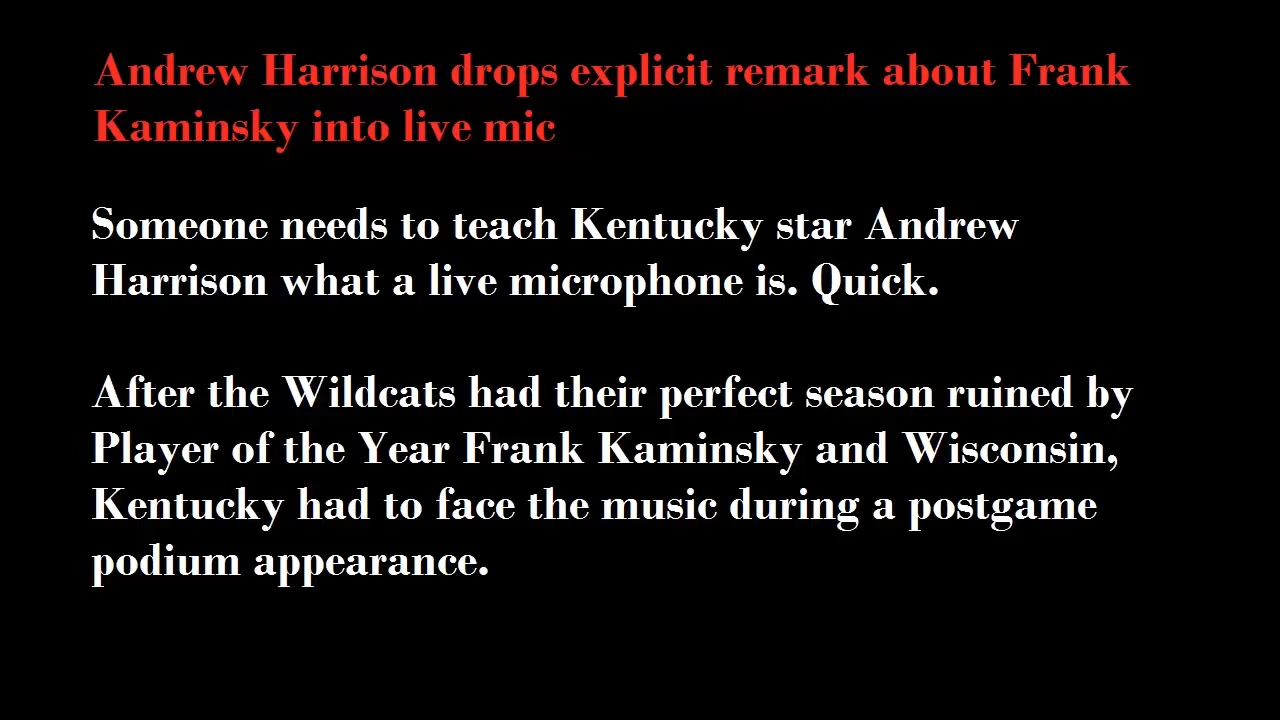 Andrew Harrison drops explicit remark about Frank
Kaminsky into live mic
Someone needs to teach Kentucky star Andrew
Harrison what a live microphone is. Quick.
After the Wildcats had their perfect season ruined by
Player of the Year Frank Kaminsky and Wisconsin,
Kentucky had to face the music during a postgame
podium appearance.